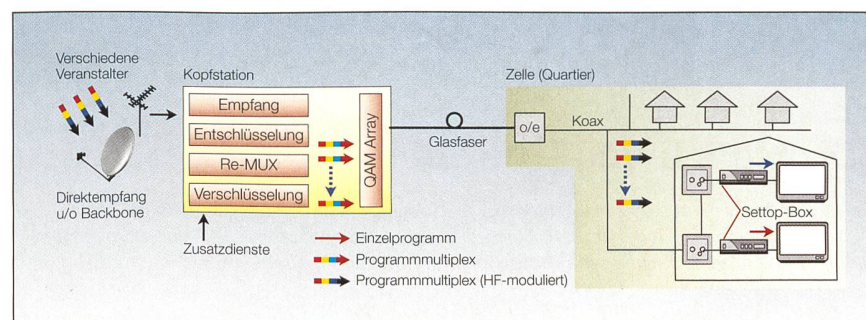 Verschiedene
Veranstalter
Direktempfang
u/o Backbone
Kopfstation
Empfang
Entschlüsselung
Re-MUX
Verschlüsselung
QAM Array
Zusatzdienste
Glasfaser
Zelle (Quartier)
o/e
Koax
Settop-Box
Einzelprogramm
Programmmultiplex
Programmmultiplex (HF-moduliert)